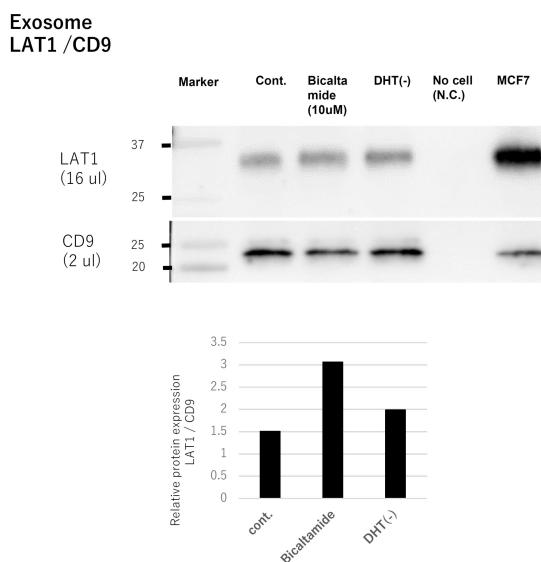 Exosome
LAT1 /CD9
Marker
Cont.
Bicalta
mide
(10uM)
DHT(-)
No cell
(N.C.)
MCF7
LAT1
(16 ul)
37
25
CD9
(2 ul)
25
20
Relative protein expression
LAT1 / CD9
3.5
3
2.5
2
1.5
1
0.5
0
cont.
Bicaltamide
DHT(-)